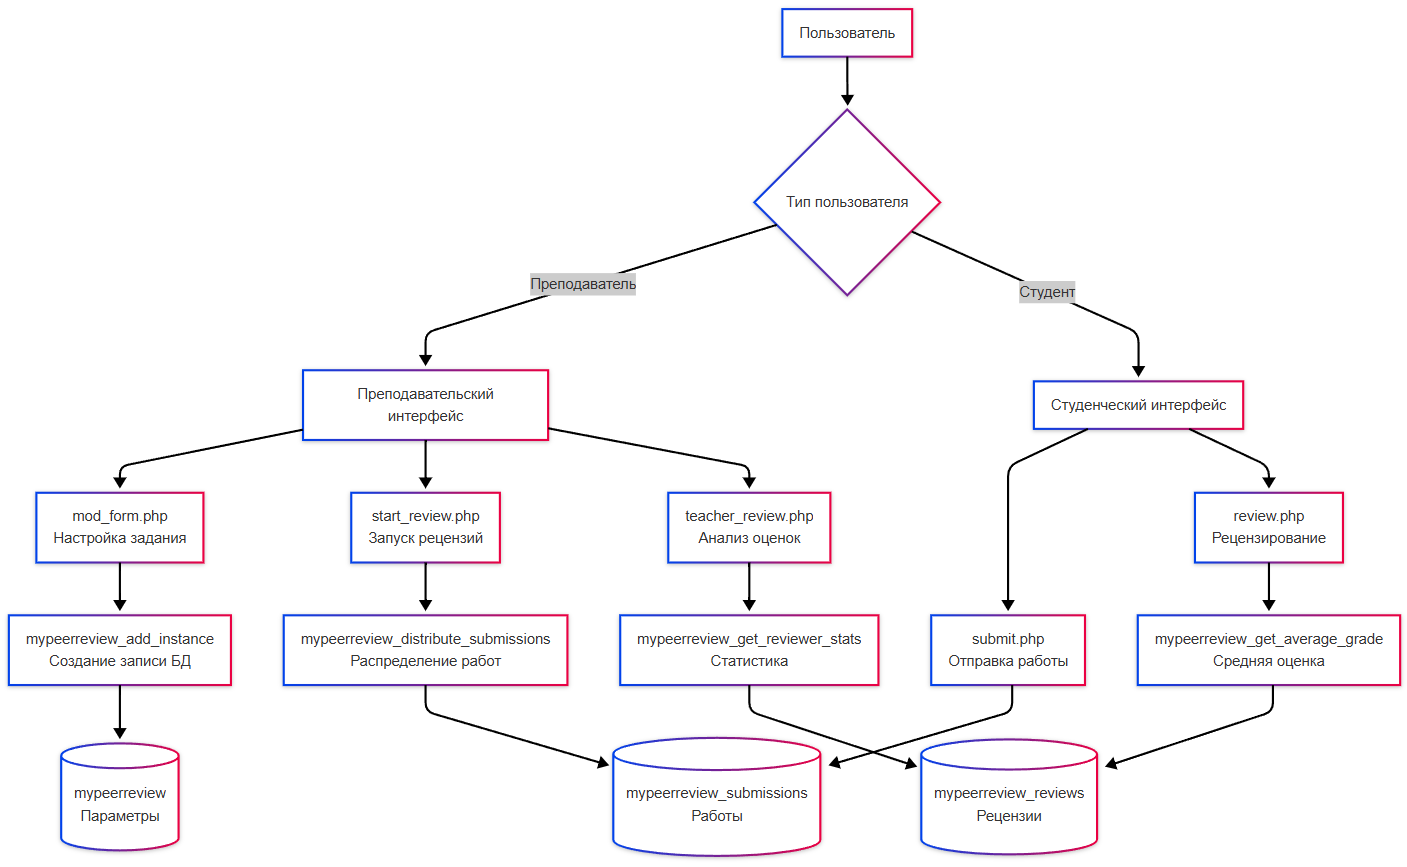 Пользователь
Тип пользователя
Преподаватель
Студент
Преподавательский
интерфейс
Студенческий интерфейс
mod_form.php
Настройка задания
start_review.php
Запуск рецензий
teacher_review.php
Анализ оценок
review.php
Рецензирование
mypeerreview_add_instance
Создание записи БД
mypeerreview_distribute_submissions
Распределение работ
mypeerreview_get_reviewer_stats
Статистика
submit.php
Отправка работы
mypeerreview_get_average_grade
Средняя оценка
mypeerreview
Параметры
mypeerreview_submissions
Работы
mypeerreview_reviews
Рецензии